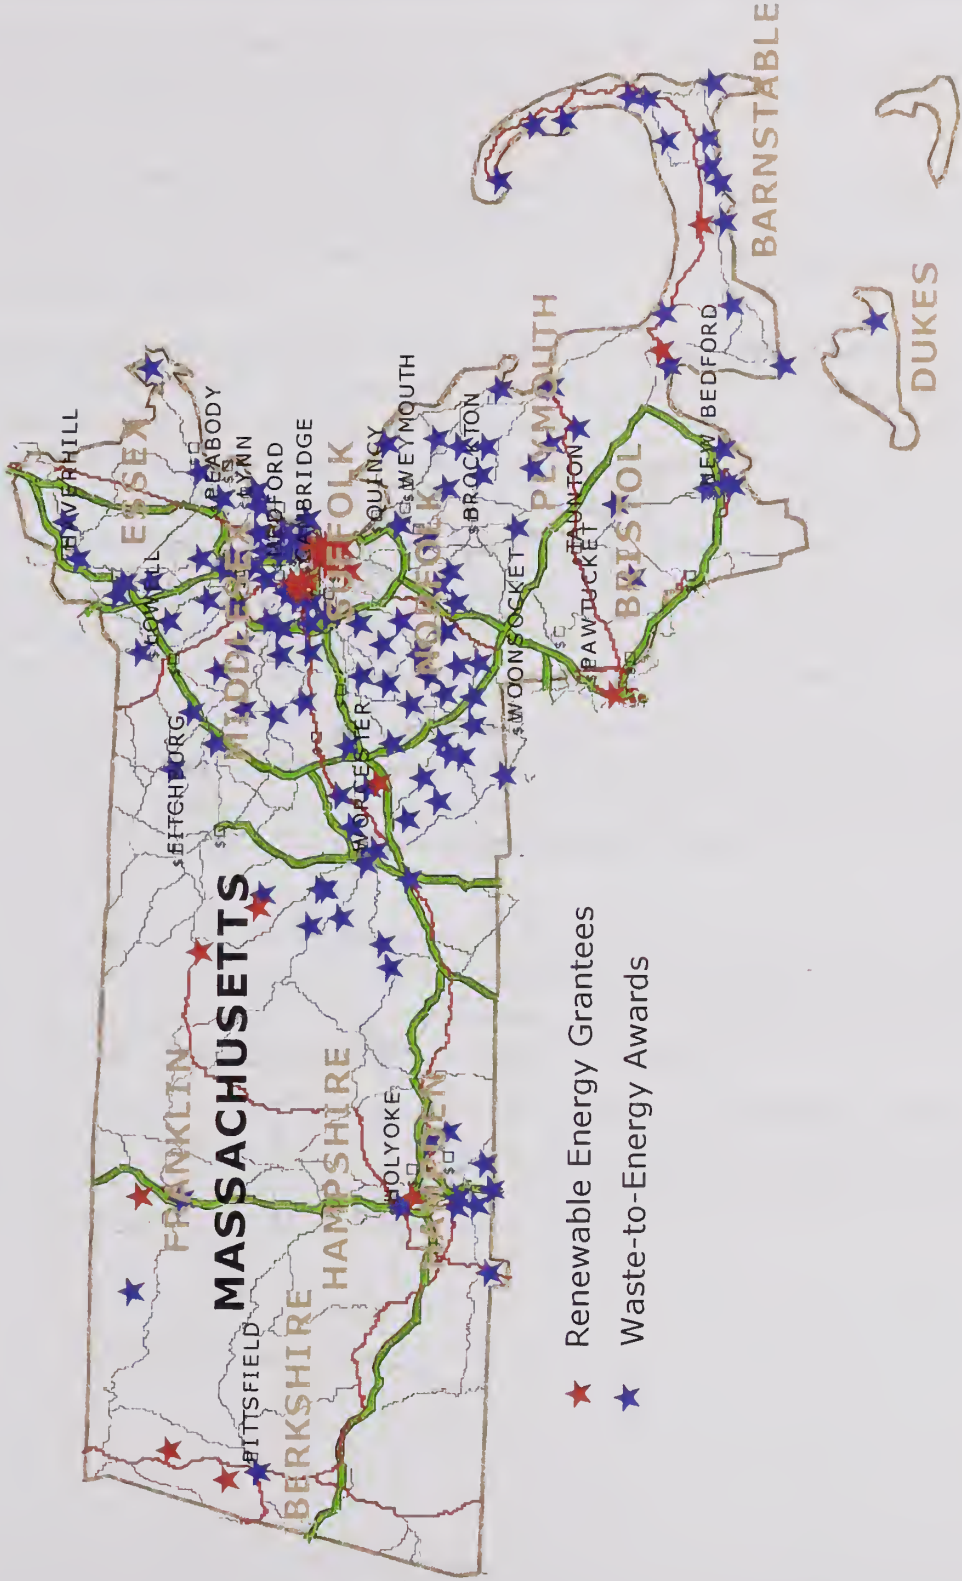 HAVERHILL
ESSEX
PEABODY
LYNN
MEDFORD
CAMBRIDGE
SUFFOLK
QUINCY
WEYMOUTH
LOWELL
MIDDLESEX
NORFOLK
BROCKTON
PLYMOUTH
FITCHBURG
WORCESTER
WOONSOCKET
PAWTUCKET
TAUNTON
BRISTOL
NEW BEDFORD
BARNSTABLE
DUKES
MASSACHUSETTS
FRANKLIN
HAMPSHIRE
HOLYOKE
HAMPDEN
PITTSFIELD
BERKSHIRE
Renewable Energy Grantees
Waste-to-Energy Awards